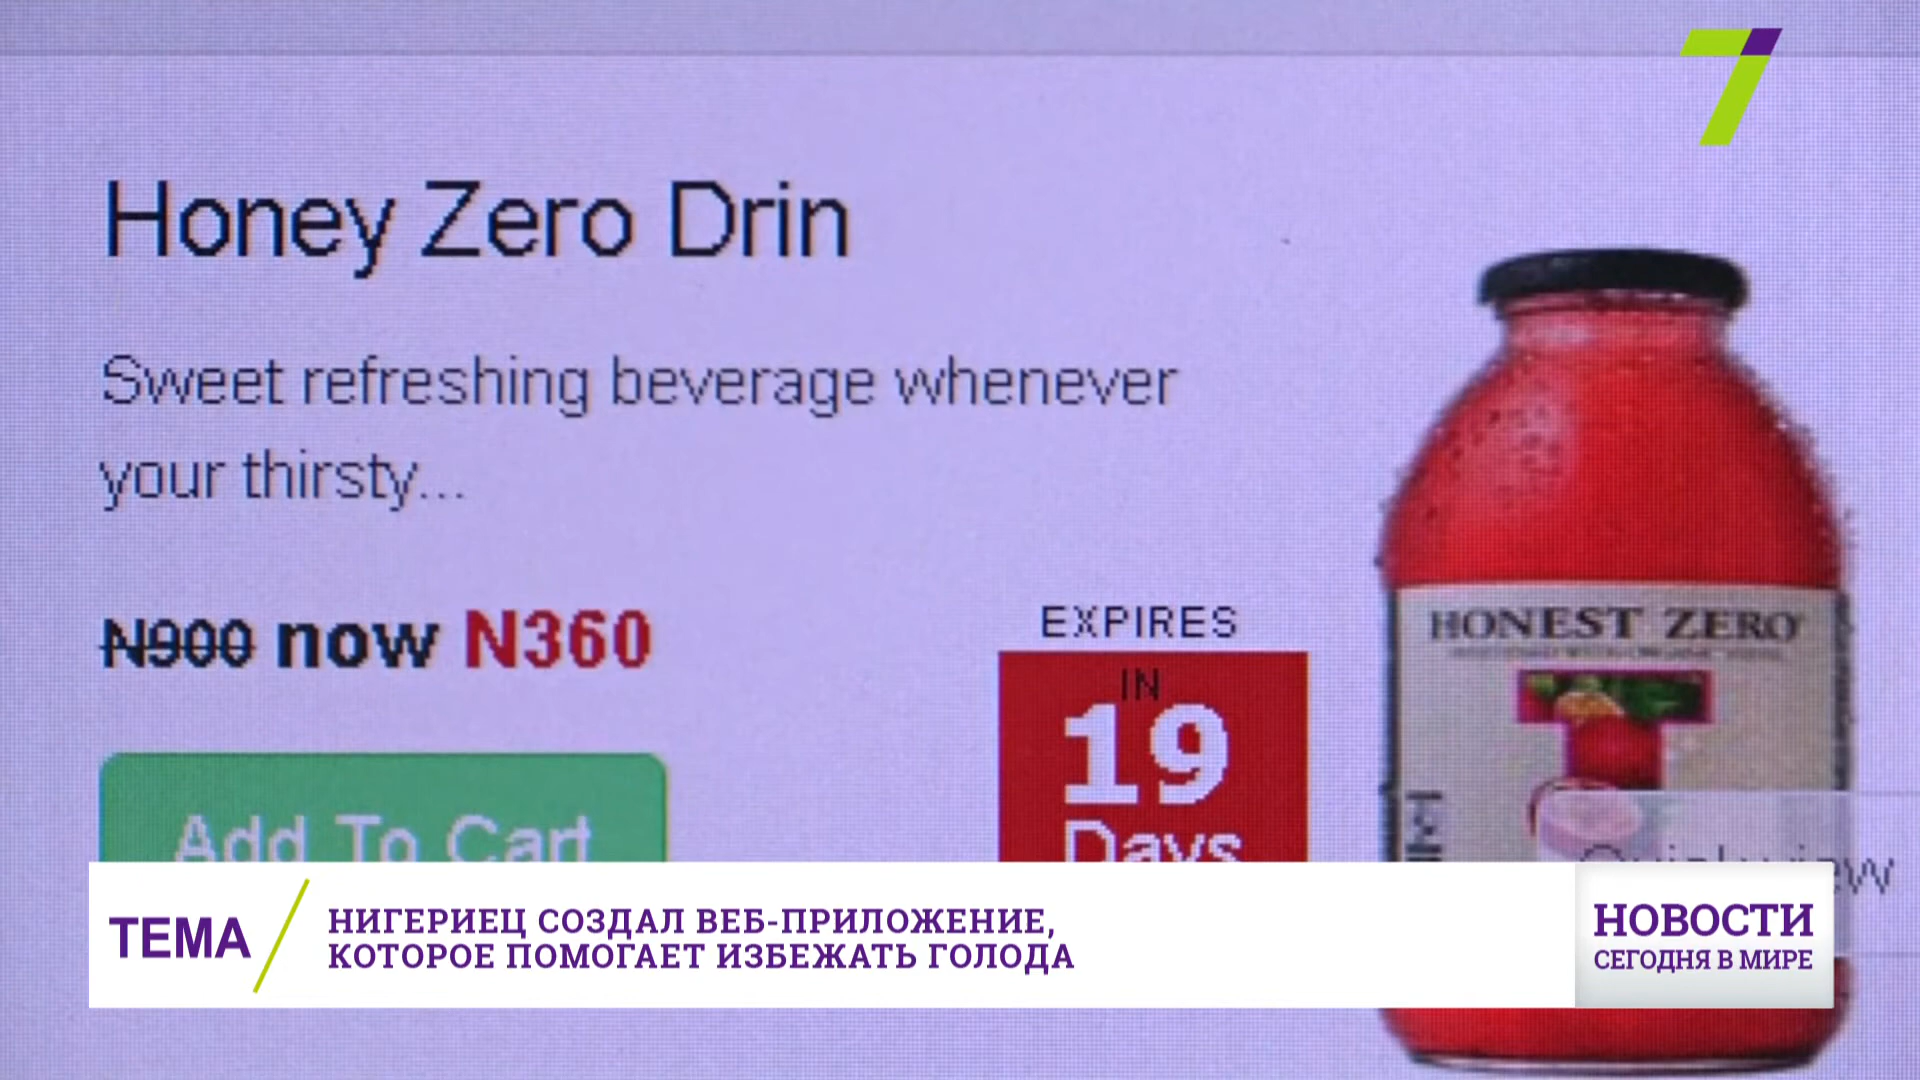 7
Honey Zero Drin
Sweet refreshing beverage whenever
your thirsty...
N900 now N360
EXPIRES
IN
19
Days
Add To Cart
HONEST ZERO
ТЕМА
НИГЕРИЕЦ СОЗДАЛ ВЕБ-ПРИЛОЖЕНИЕ,
КОТОРОЕ ПОМОГАЕТ ИЗБЕЖАТЬ ГОЛОДА
НОВОСТИ
СЕГОДНЯ В МИРЕ